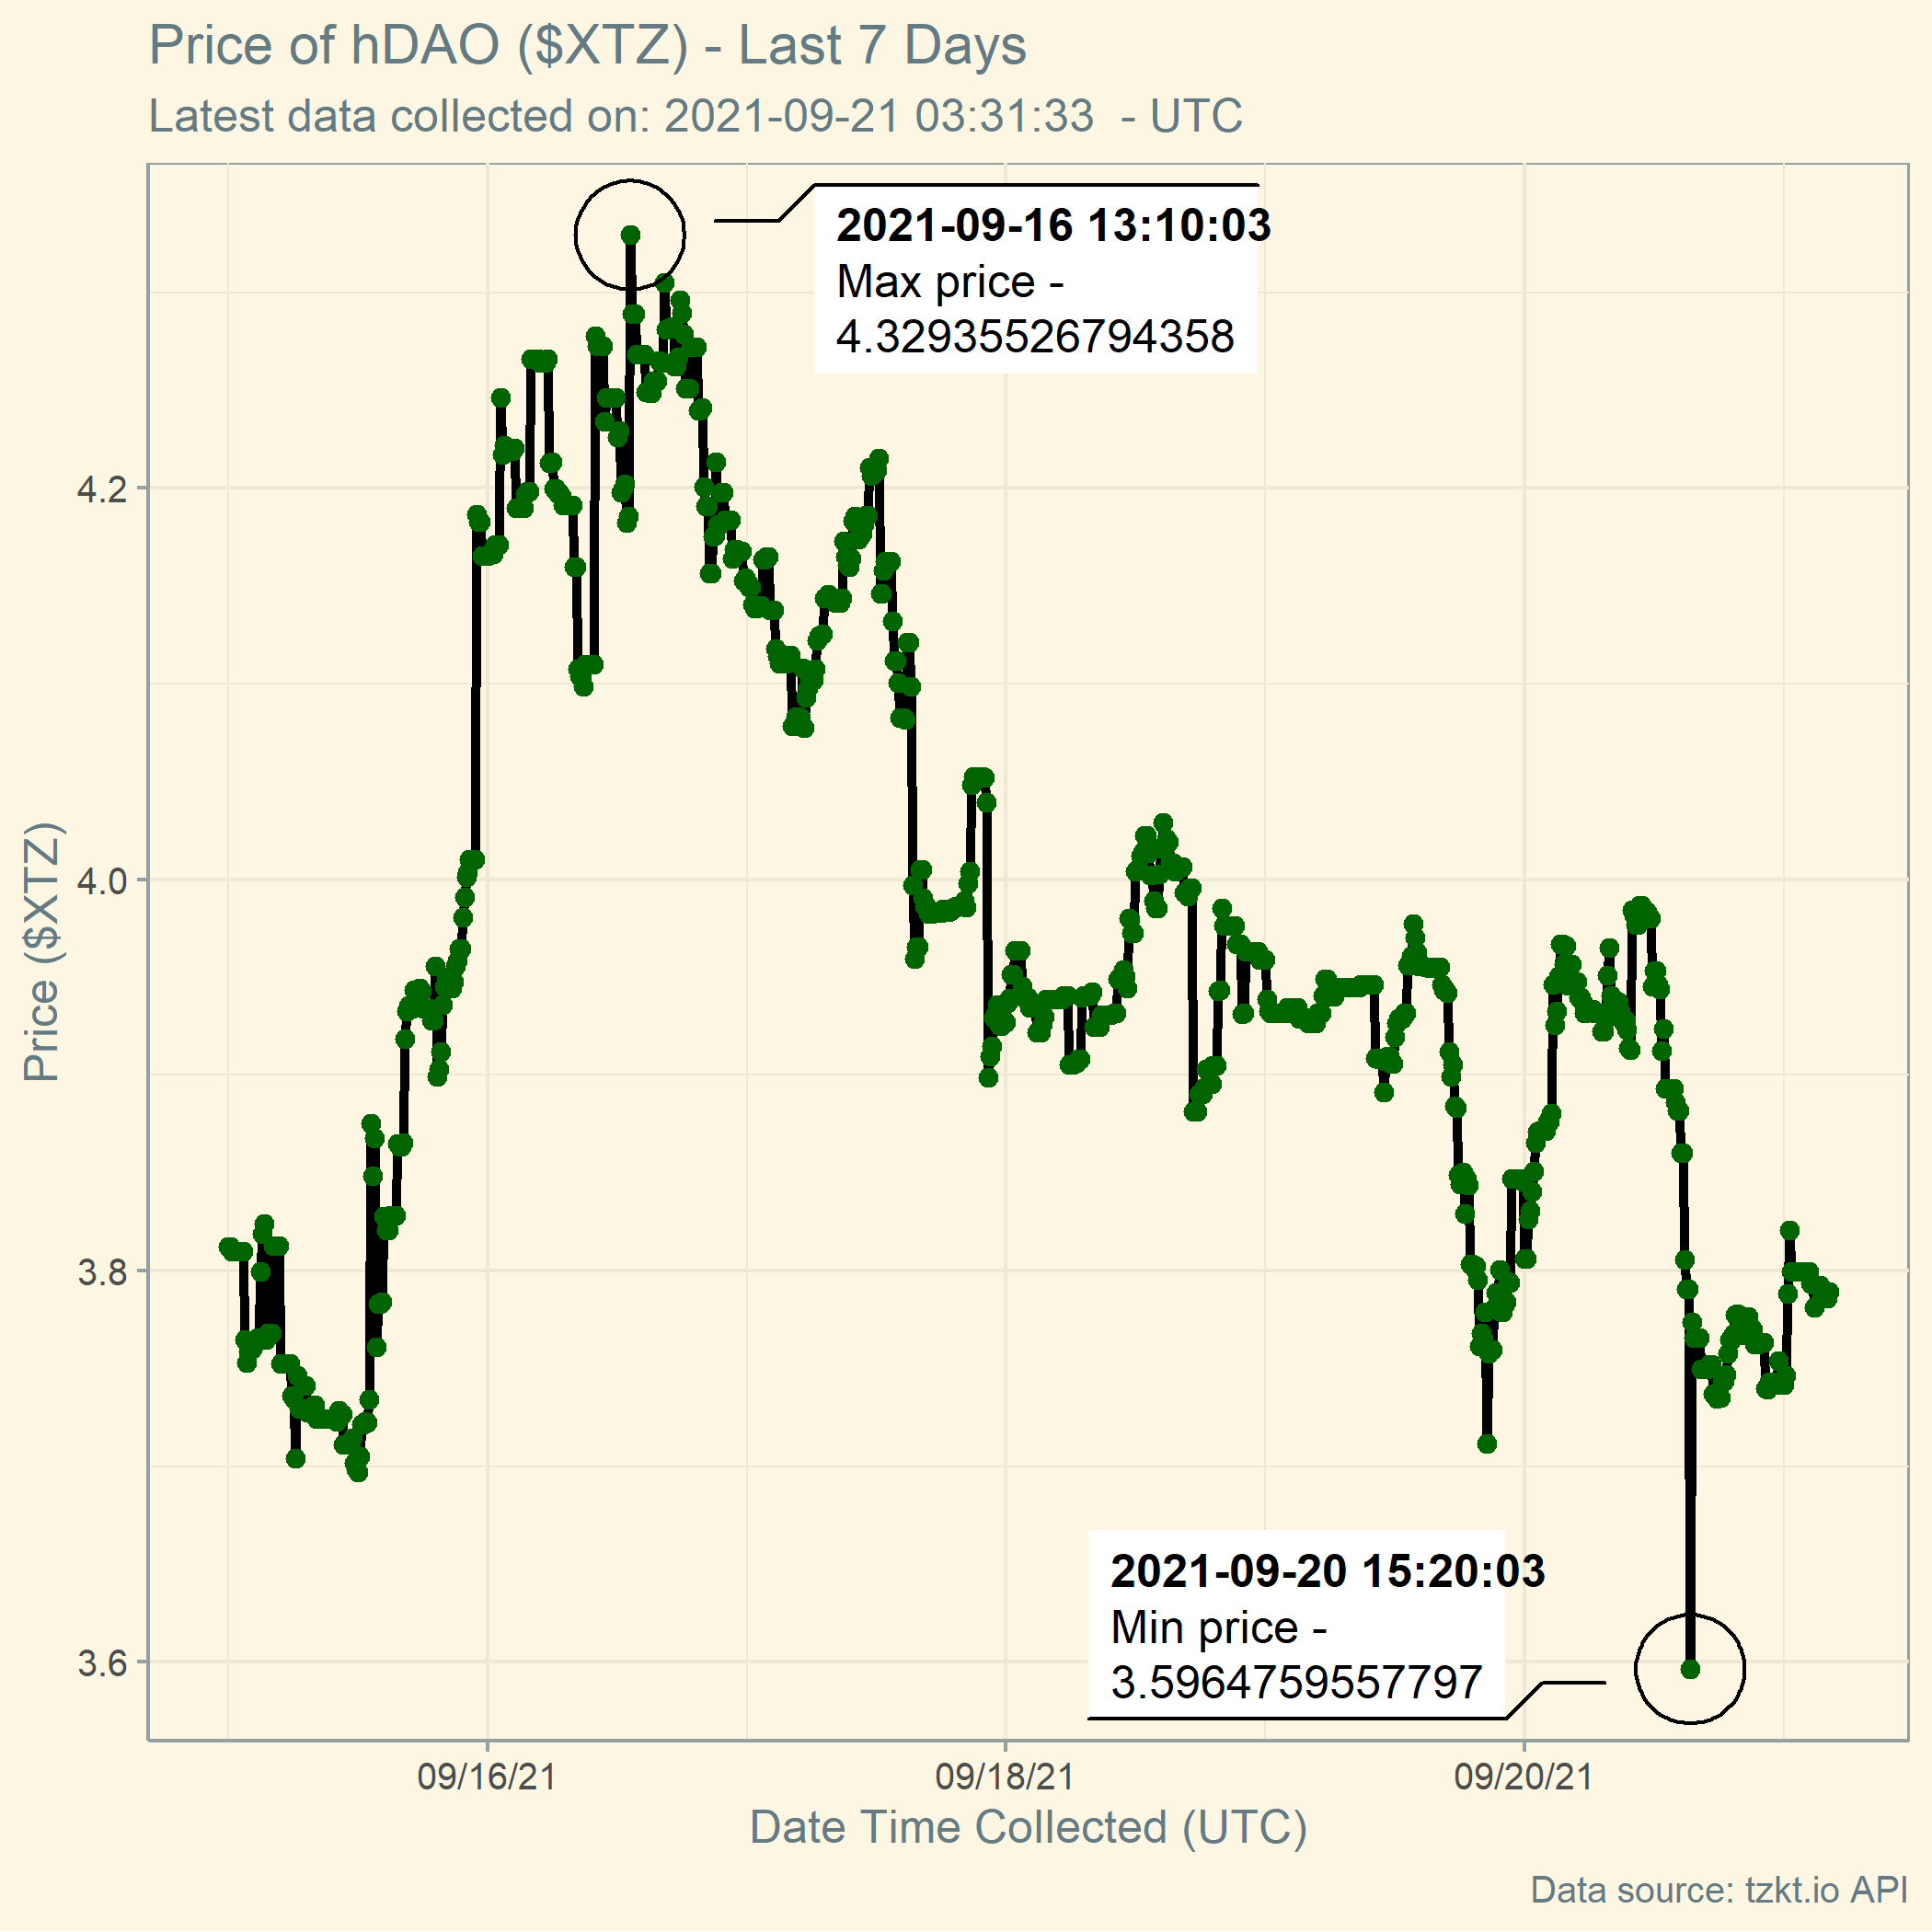 Price of hDAO ($XTZ) - Last 7 Days
Latest data collected on: 2021-09-21 03:31:33  - UTC
2021-09-16 13:10:03
Max price -
4.32935526794358
4.2
4.0
3.8
3.6
Price ($XTZ)
2021-09-20 15:20:03
Min price -
3.5964759557797
09/16/21
09/18/21
09/20/21
Date Time Collected (UTC)
Data source: tzkt.io API